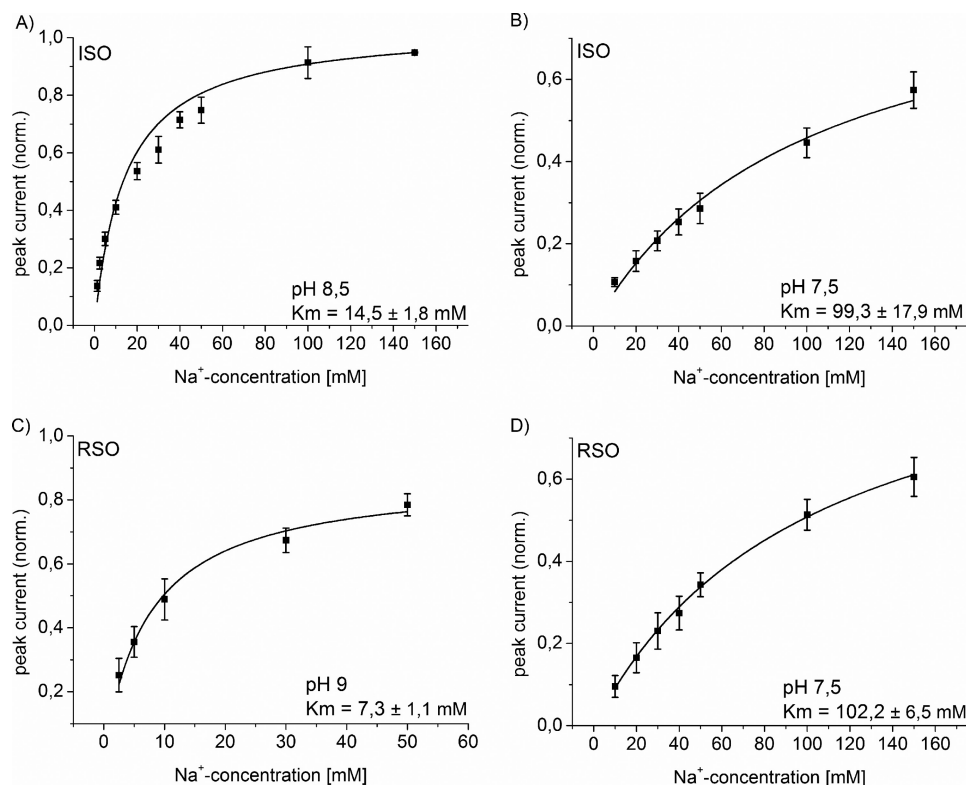 A)
ISO
1,0
0,8
0,6
0,4
0,2
0,0
peak current (norm.)
pH 8,5
Km = 14,5 ± 1,8 mM
0 20 40 60 80 100 120 140 160
Na⁺-concentration [mM]
B)
ISO
0,6
0,4
0,2
0,0
peak current (norm.)
pH 7,5
Km = 99,3 ± 17,9 mM
0 20 40 60 80 100 120 140 160
Na⁺-concentration [mM]
C)
RSO
1,0
0,8
0,6
0,4
0,2
peak current (norm.)
pH 9
Km = 7,3 ± 1,1 mM
0 10 20 30 40 50 60
Na⁺-concentration [mM]
D)
RSO
0,6
0,4
0,2
0,0
peak current (norm.)
pH 7,5
Km = 102,2 ± 6,5 mM
0 20 40 60 80 100 120 140 160
Na⁺-concentration [mM]